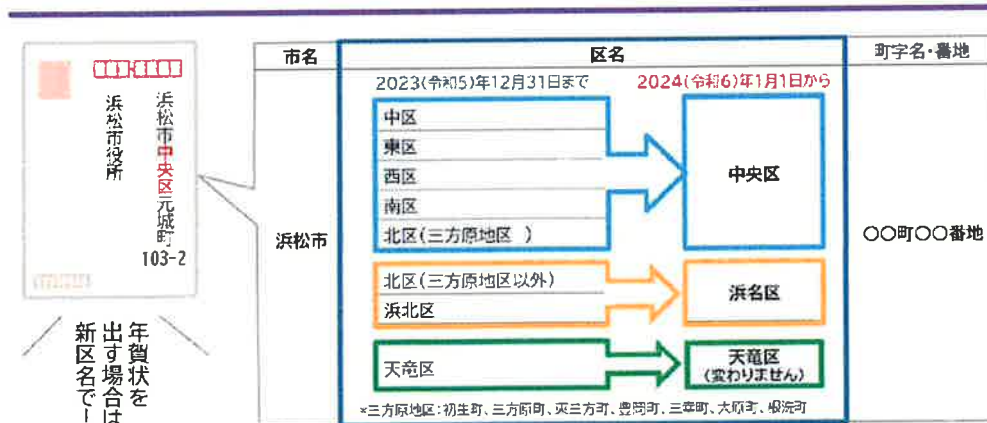 市名
区名
町字名・番地
2023(令和5)年12月31日まで
2024(令和6)年1月1日から
中区
東区
西区
南区
北区(三方原地区 )
中央区
浜松市
〇〇町〇〇番地
北区(三方原地区以外)
浜北区
浜名区
天竜区
天竜区
(変わりません)
*三方原地区:初生町、三方原町、東三方町、豊岡町、三幸町、大原町、根洗町
浜松市中央区元城町
103-2
浜松市役所
年賀状を
出す場合は
新区名で!